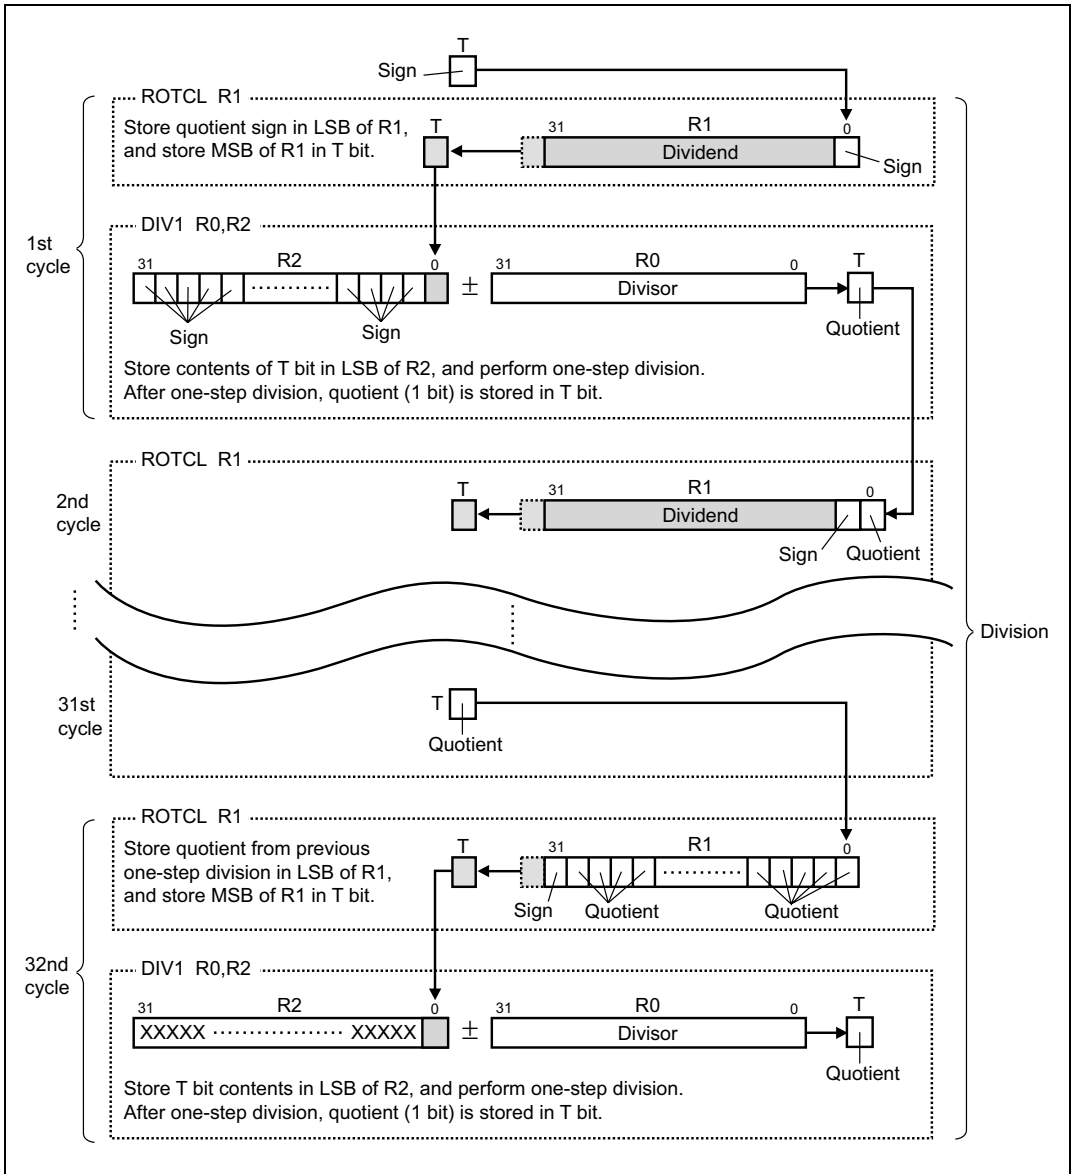 T
Sign
ROTCL R1
Store quotient sign in LSB of R1,
and store MSB of R1 in T bit.
T
31
R1
0
Dividend
Sign
1st
cycle
DIV1 R0,R2
31
R2
0
±
31
R0
0
Divisor
T
Sign
Sign
Quotient
Store contents of T bit in LSB of R2, and perform one-step division.
After one-step division, quotient (1 bit) is stored in T bit.
ROTCL R1
2nd
cycle
T
31
R1
0
Dividend
Sign
Quotient
Division
31st
cycle
T
Quotient
ROTCL R1
Store quotient from previous
one-step division in LSB of R1,
and store MSB of R1 in T bit.
T
31
R1
0
Sign
Quotient
Quotient
32nd
cycle
DIV1 R0,R2
31
R2
0
XXXXX ·················· XXXXX
±
31
R0
0
Divisor
T
Quotient
Store T bit contents in LSB of R2, and perform one-step division.
After one-step division, quotient (1 bit) is stored in T bit.